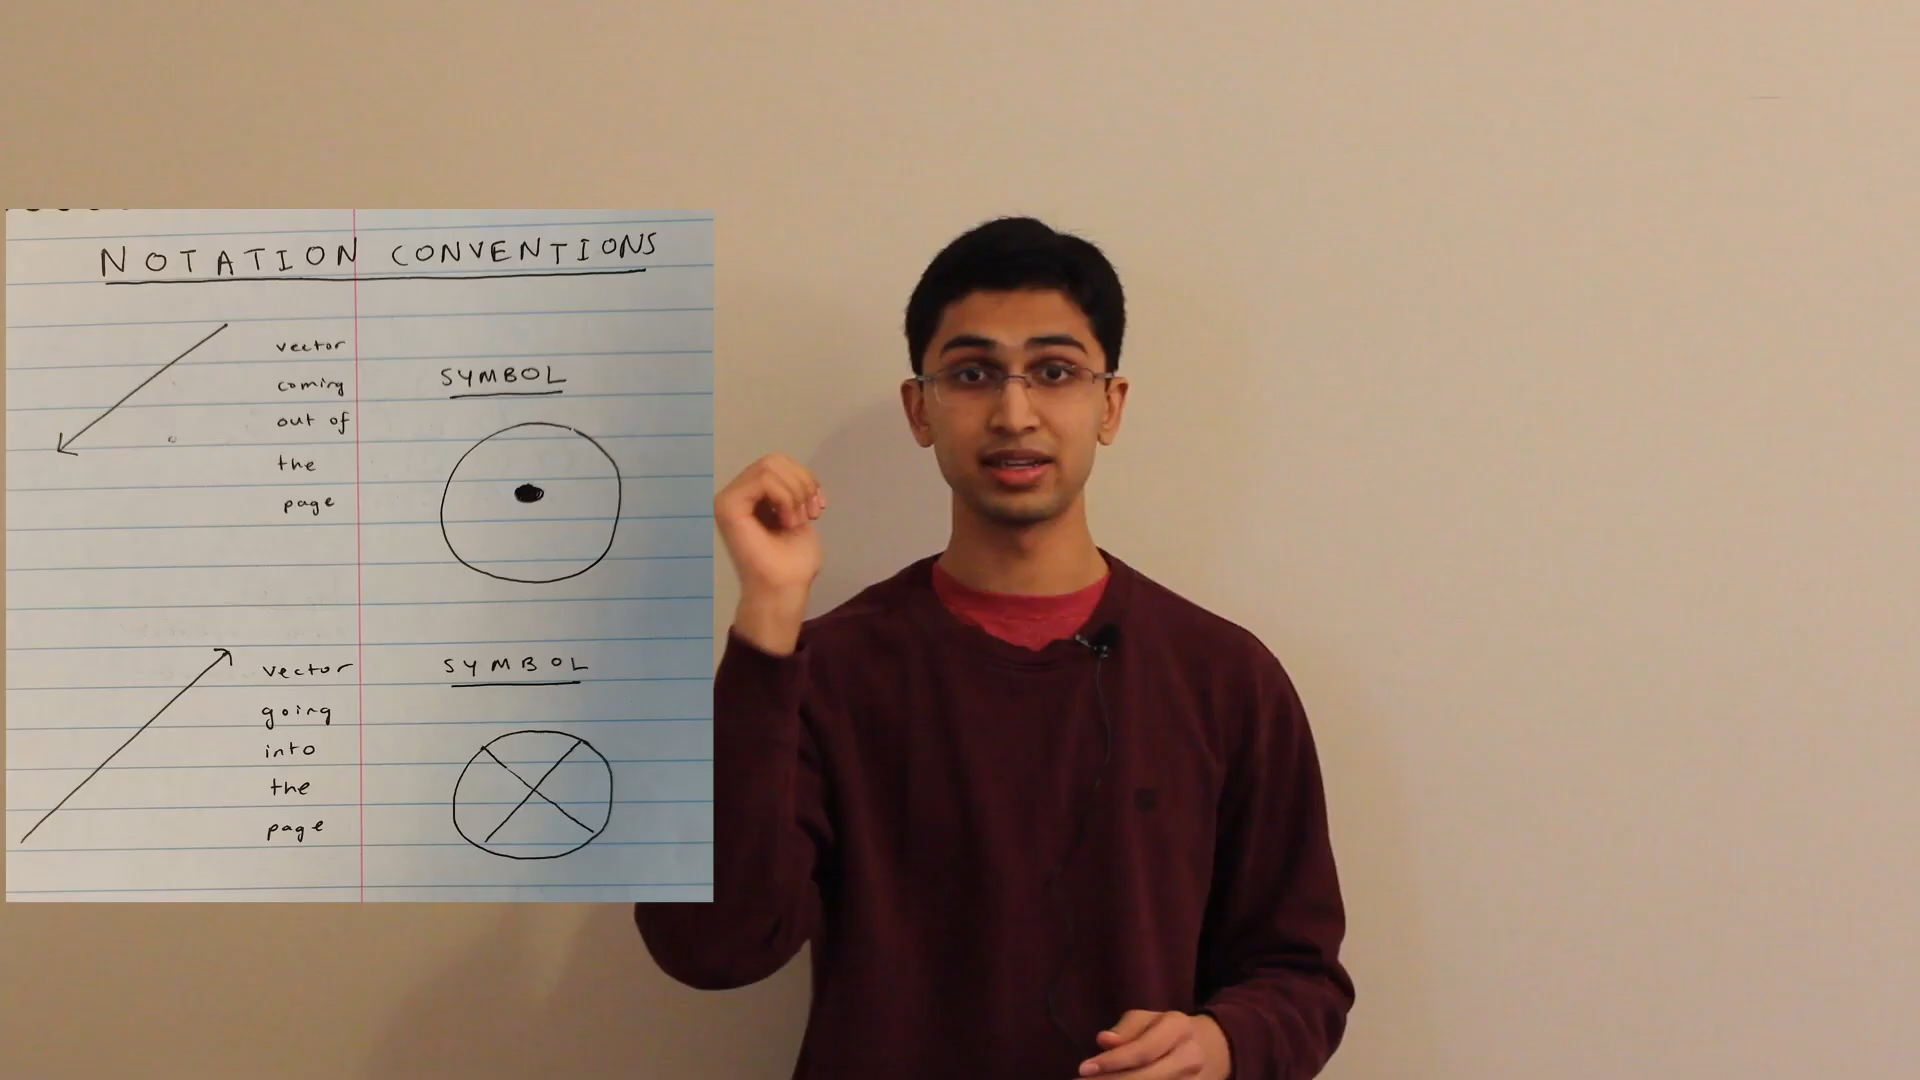 NOTATION CONVENTIONS
vector
coming
out of
the
page
SYMBOL
vector
going
into
the
page
SYMBOL